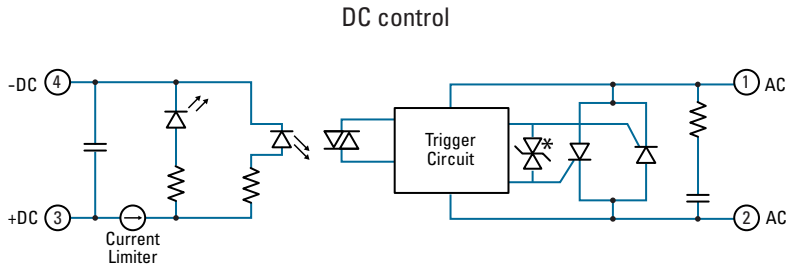 DC control
-DC 4
1 AC
Trigger
Circuit
*
+DC 3
2 AC
Current
Limiter